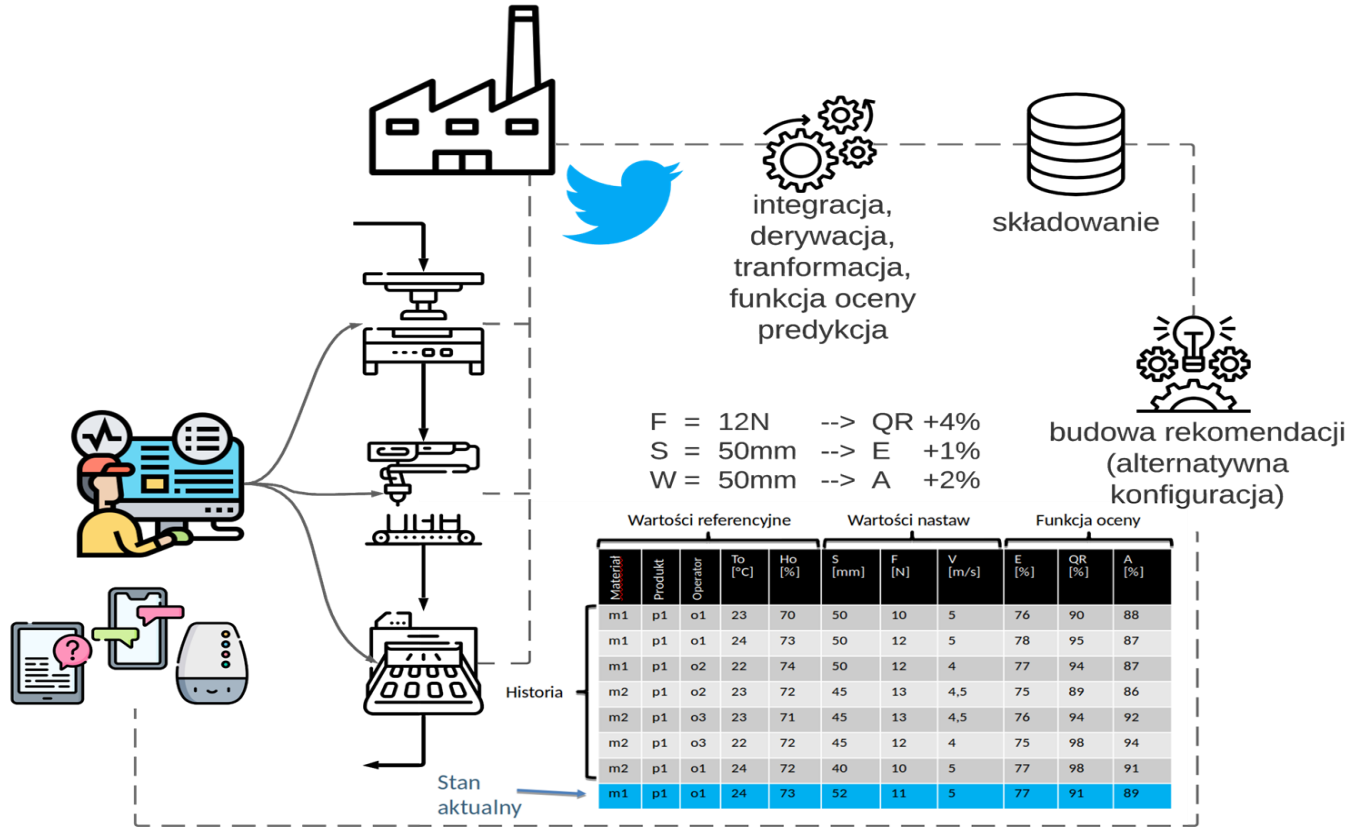 integracja,
derywacja,
tranformacja,
funkcja oceny
predykcja
składowanie
budowa rekomendacji
(alternatywna
konfiguracja)
F = 12N --> QR +4%
S = 50mm --> E +1%
W = 50mm --> A +2%
Wartości referencyjne Wartości nastaw Funkcja oceny
Materiał Produkt Operator To [°C] Ho [%] S [mm] F [N] V [m/s] E [%] QR [%] A [%]
m1 p1 o1 23 70 50 10 5 76 90 88
m1 p1 o1 24 73 50 12 5 78 95 87
m1 p1 o2 22 74 50 12 4 77 94 87
m2 p1 o2 23 72 45 13 4,5 75 89 86
m2 p1 o3 23 71 45 13 4,5 76 94 92
m2 p1 o3 22 72 45 12 4 75 98 94
m2 p1 o1 24 72 40 10 5 77 98 91
m1 p1 o1 24 73 52 11 5 77 91 89
Historia
Stan
aktualny
?